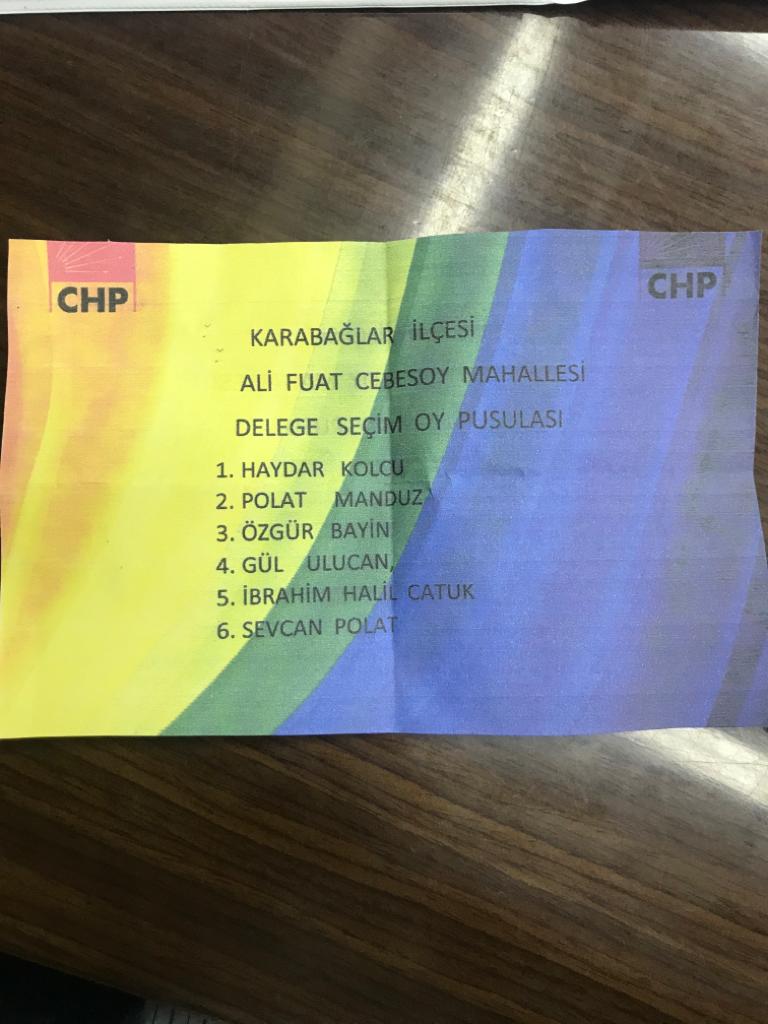 CHP CHP
KARABAĞLAR İLÇESİ
ALİ FUAT CEBESOY MAHALLESİ
DELEGE SEÇİM OY PUSULASI
1. HAYDAR KOLCU
2. POLAT MANDUZ
3. ÖZGÜR BAYİN
4. GÜL ULUCAN,
5. İBRAHİM HALİL CATUK
6. SEVCAN POLAT